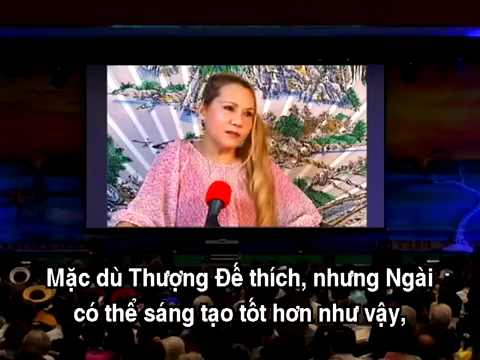 Mặc dù Thượng Đế thích, nhưng Ngài
có thể sáng tạo tốt hơn như vậy,